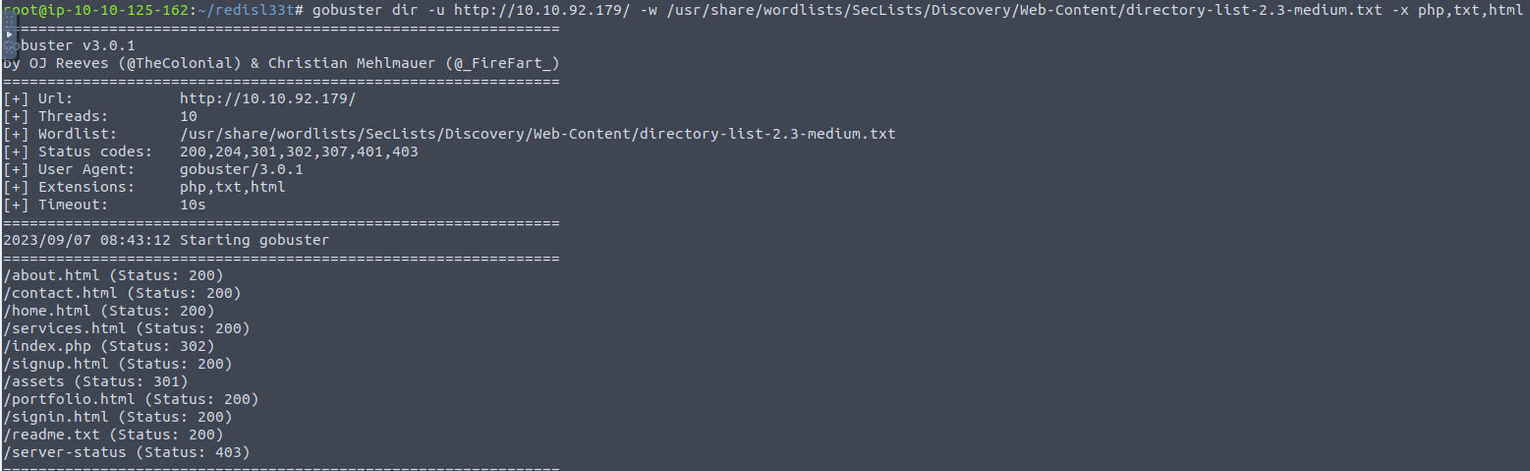 root@ip-10-10-125-162:~/redisl33t# gobuster dir -u http://10.10.92.179/ -w /usr/share/wordlists/SecLists/Discovery/Web-Content/directory-list-2.3-medium.txt -x php,txt,html
===============================================================
Gobuster v3.0.1
by OJ Reeves (@TheColonial) & Christian Mehlmauer (@_FireFart_)
===============================================================
[+] Url:            http://10.10.92.179/
[+] Threads:        10
[+] Wordlist:       /usr/share/wordlists/SecLists/Discovery/Web-Content/directory-list-2.3-medium.txt
[+] Status codes:   200,204,301,302,307,401,403
[+] User Agent:     gobuster/3.0.1
[+] Extensions:     php,txt,html
[+] Timeout:        10s
===============================================================
2023/09/07 08:43:12 Starting gobuster
===============================================================
/about.html (Status: 200)
/contact.html (Status: 200)
/home.html (Status: 200)
/services.html (Status: 200)
/index.php (Status: 302)
/signup.html (Status: 200)
/assets (Status: 301)
/portfolio.html (Status: 200)
/signin.html (Status: 200)
/readme.txt (Status: 200)
/server-status (Status: 403)
===============================================================